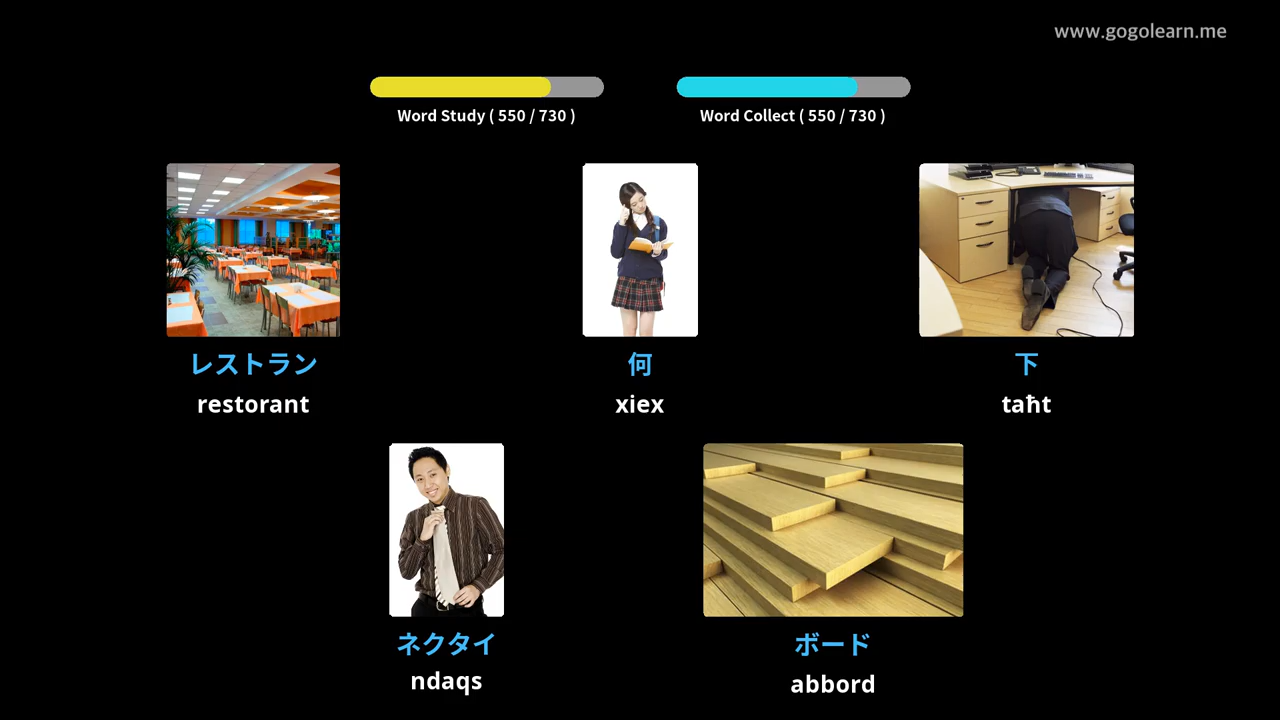 www.gogolearn.me
Word Study ( 550 / 730 )
Word Collect ( 550 / 730 )
レストラン
restorant
何
xiex
下
taħt
ネクタイ
ndaqs
ボード
abbord